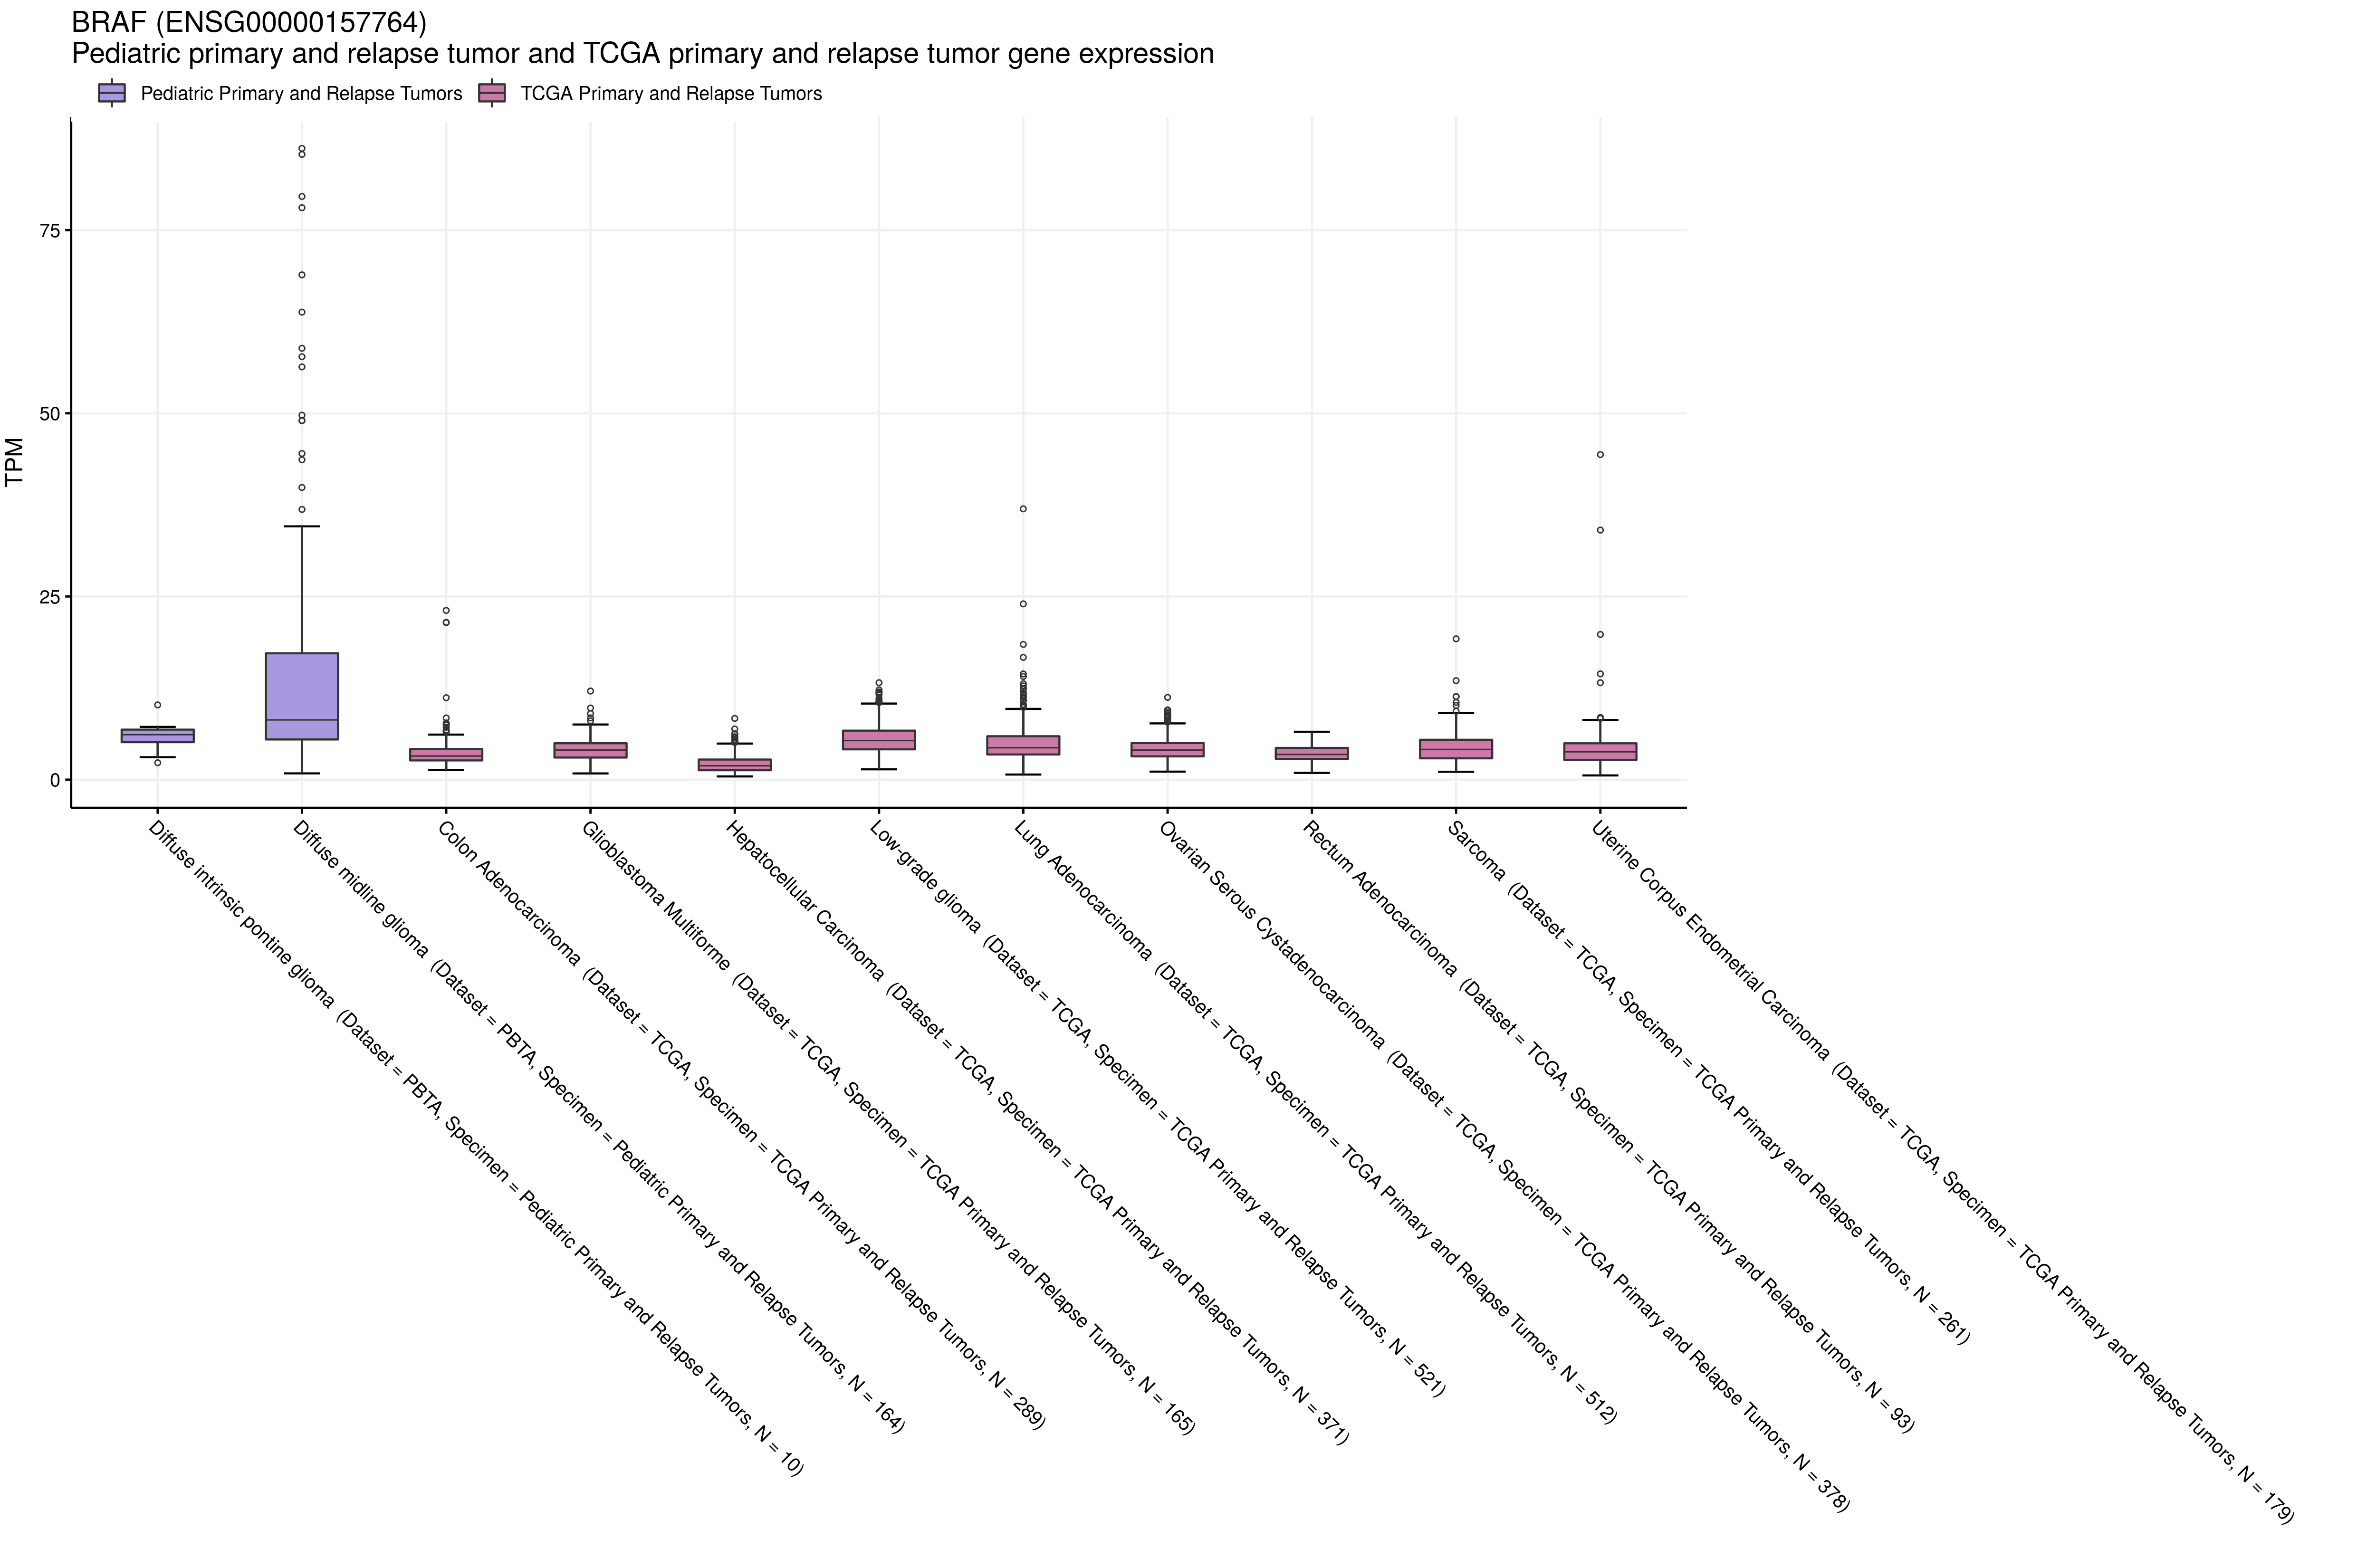 BRAF (ENSG00000157764)
Pediatric primary and relapse tumor and TCGA primary and relapse tumor gene expression
Pediatric Primary and Relapse Tumors
TCGA Primary and Relapse Tumors
TPM
75
50
25
0
Diffuse intrinsic pontine glioma (Dataset = PBTA, Specimen = Pediatric Primary and Relapse Tumors, N = 10)
Diffuse midline glioma (Dataset = PBTA, Specimen = Pediatric Primary and Relapse Tumors, N = 164)
Colon Adenocarcinoma (Dataset = TCGA, Specimen = TCGA Primary and Relapse Tumors, N = 289)
Glioblastoma Multiforme (Dataset = TCGA, Specimen = TCGA Primary and Relapse Tumors, N = 165)
Hepatocellular Carcinoma (Dataset = TCGA, Specimen = TCGA Primary and Relapse Tumors, N = 371)
Low-grade glioma (Dataset = TCGA, Specimen = TCGA Primary and Relapse Tumors, N = 521)
Lung Adenocarcinoma (Dataset = TCGA, Specimen = TCGA Primary and Relapse Tumors, N = 512)
Ovarian Serous Cystadenocarcinoma (Dataset = TCGA, Specimen = TCGA Primary and Relapse Tumors, N = 378)
Rectum Adenocarcinoma (Dataset = TCGA, Specimen = TCGA Primary and Relapse Tumors, N = 93)
Sarcoma (Dataset = TCGA, Specimen = TCGA Primary and Relapse Tumors, N = 261)
Uterine Corpus Endometrial Carcinoma (Dataset = TCGA, Specimen = TCGA Primary and Relapse Tumors, N = 179)